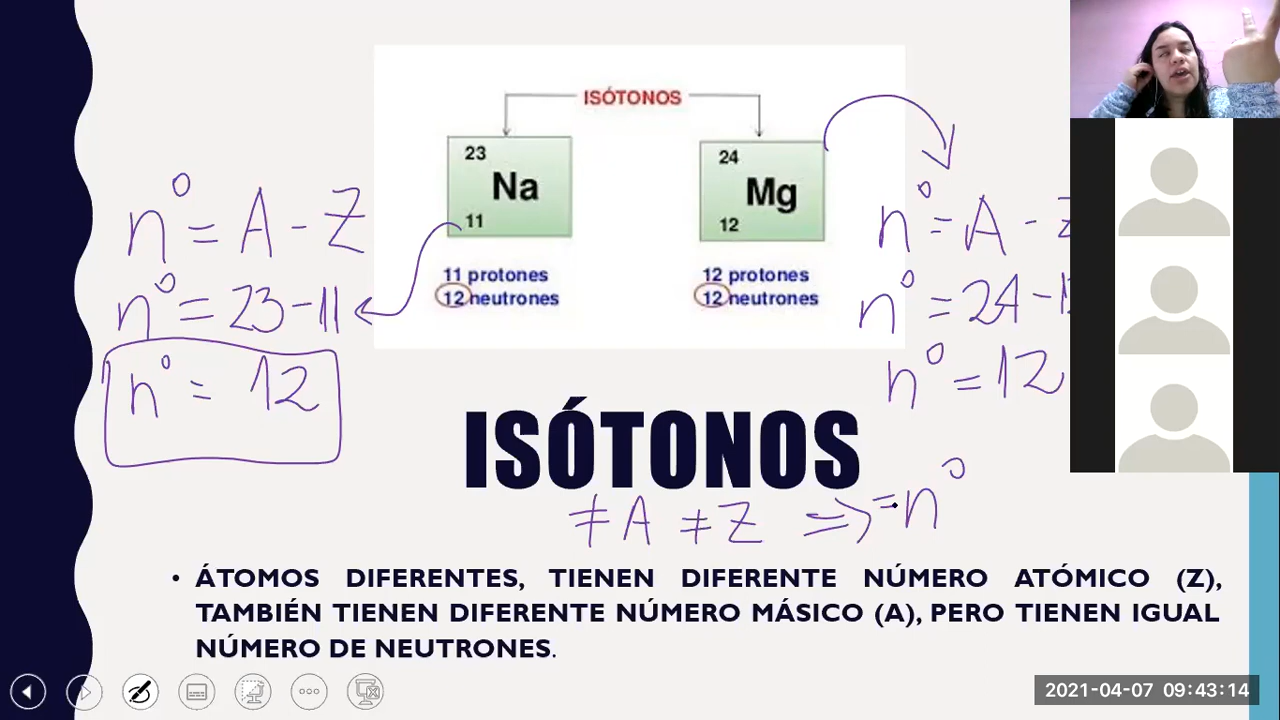 ISÓTONOS
23
Na
11
24
Mg
12
11 protones
12 neutrones
12 protones
12 neutrones
n° = A - Z
n° = 23 - 11
n° = 12
n° = A - Z
n° = 24 - 1
n° = 12
ISÓTONOS
≠ A ≠ Z ⇒ = n°
• ÁTOMOS DIFERENTES, TIENEN DIFERENTE NÚMERO ATÓMICO (Z),
TAMBIÉN TIENEN DIFERENTE NÚMERO MÁSICO (A), PERO TIENEN IGUAL
NÚMERO DE NEUTRONES.
2021-04-07 09:43:14